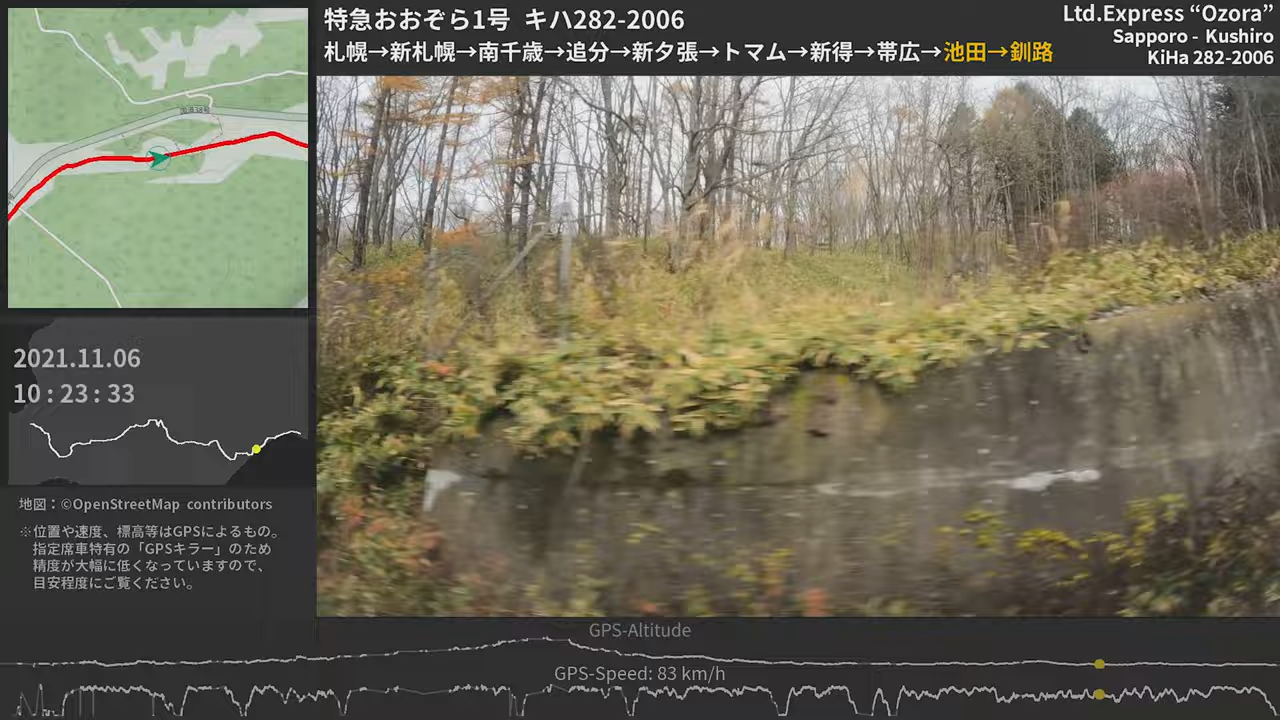 特急おおぞら1号 キハ282-2006
札幌→新札幌→南千歳→追分→新夕張→トマム→新得→帯広→池田→釧路
Ltd.Express “Ozora”
Sapporo - Kushiro
KiHa 282-2006
2021.11.06
10:23:33
地図：©OpenStreetMap contributors
※位置や速度、標高等はGPSによるもの。
指定席車特有の「GPSキラー」のため
精度が大幅に低くなっていますので、
目安程度にご覧ください。
GPS-Altitude
GPS-Speed: 83 km/h